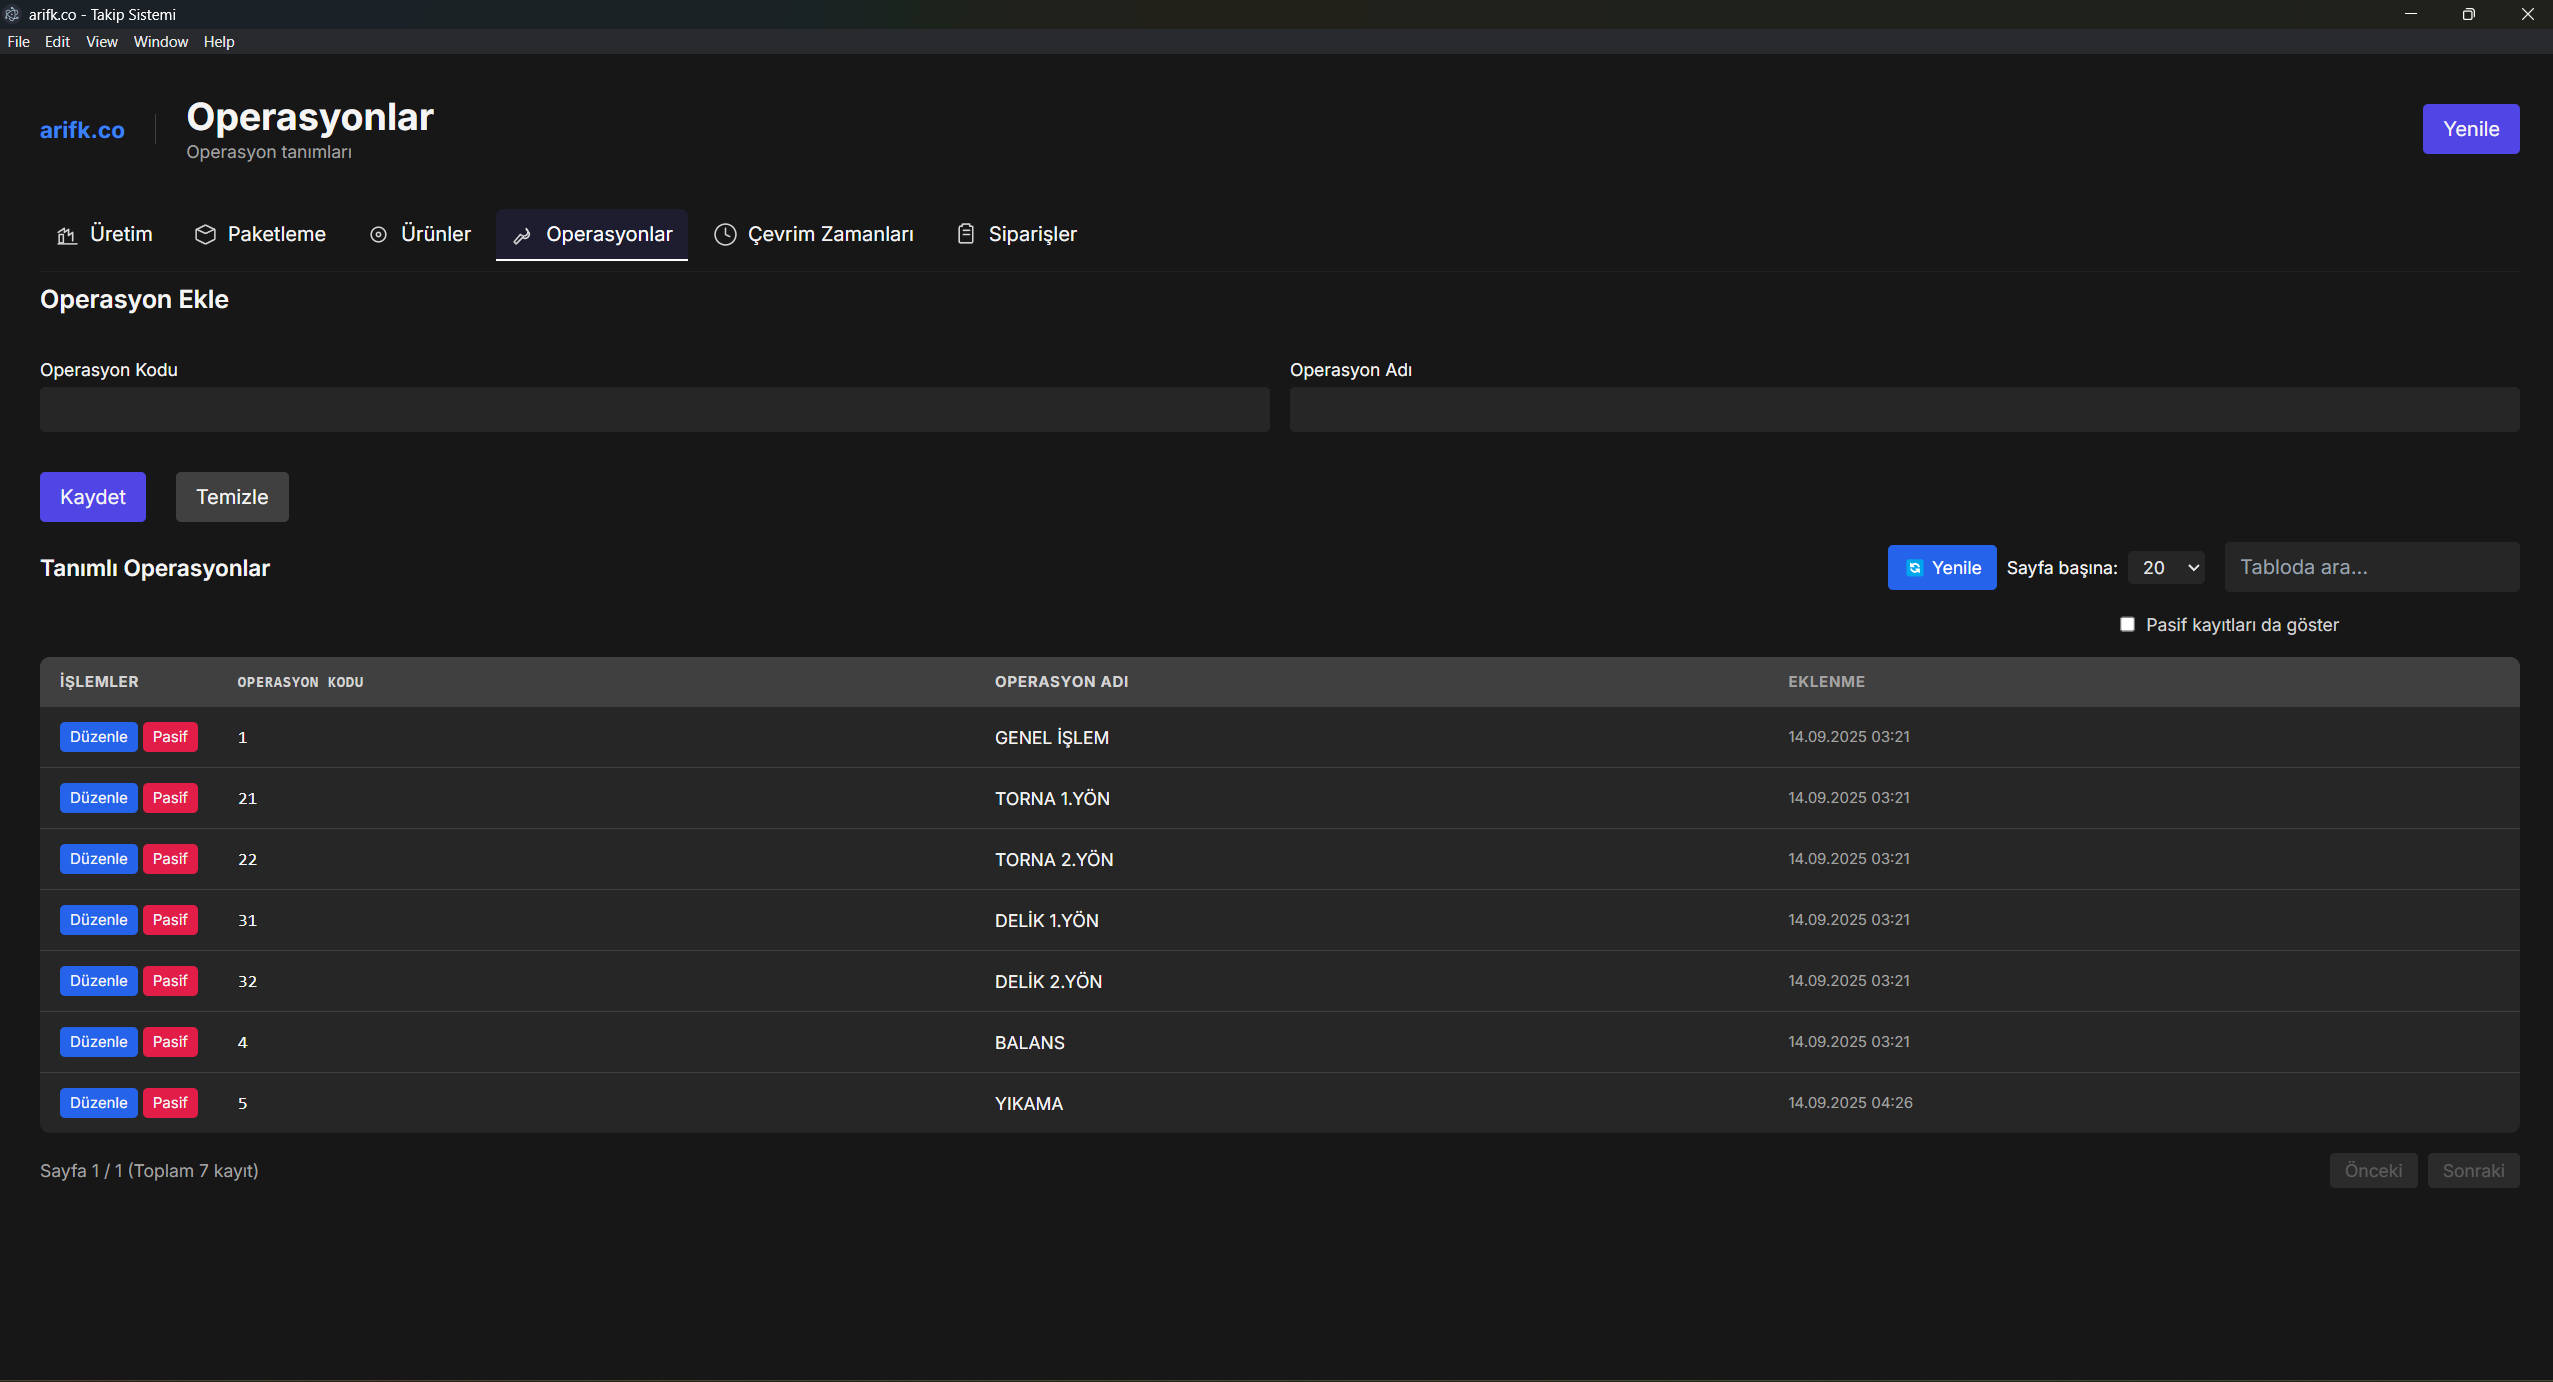 arifk.co - Takip Sistemi
File Edit View Window Help
arifk.co
Operasyonlar
Operasyon tanımları
Yenile
Üretim Paketleme Ürünler Operasyonlar Çevrim Zamanları Siparişler
Operasyon Ekle
Operasyon Kodu Operasyon Adı
Kaydet Temizle
Tanımlı Operasyonlar Yenile Sayfa başına: 20 Tabloda ara...
Pasif kayıtları da göster
İŞLEMLER OPERASYON KODU OPERASYON ADI EKLENME
Düzenle Pasif 1 GENEL İŞLEM 14.09.2025 03:21
Düzenle Pasif 21 TORNA 1.YÖN 14.09.2025 03:21
Düzenle Pasif 22 TORNA 2.YÖN 14.09.2025 03:21
Düzenle Pasif 31 DELİK 1.YÖN 14.09.2025 03:21
Düzenle Pasif 32 DELİK 2.YÖN 14.09.2025 03:21
Düzenle Pasif 4 BALANS 14.09.2025 03:21
Düzenle Pasif 5 YIKAMA 14.09.2025 04:26
Sayfa 1 / 1 (Toplam 7 kayıt) Önceki Sonraki